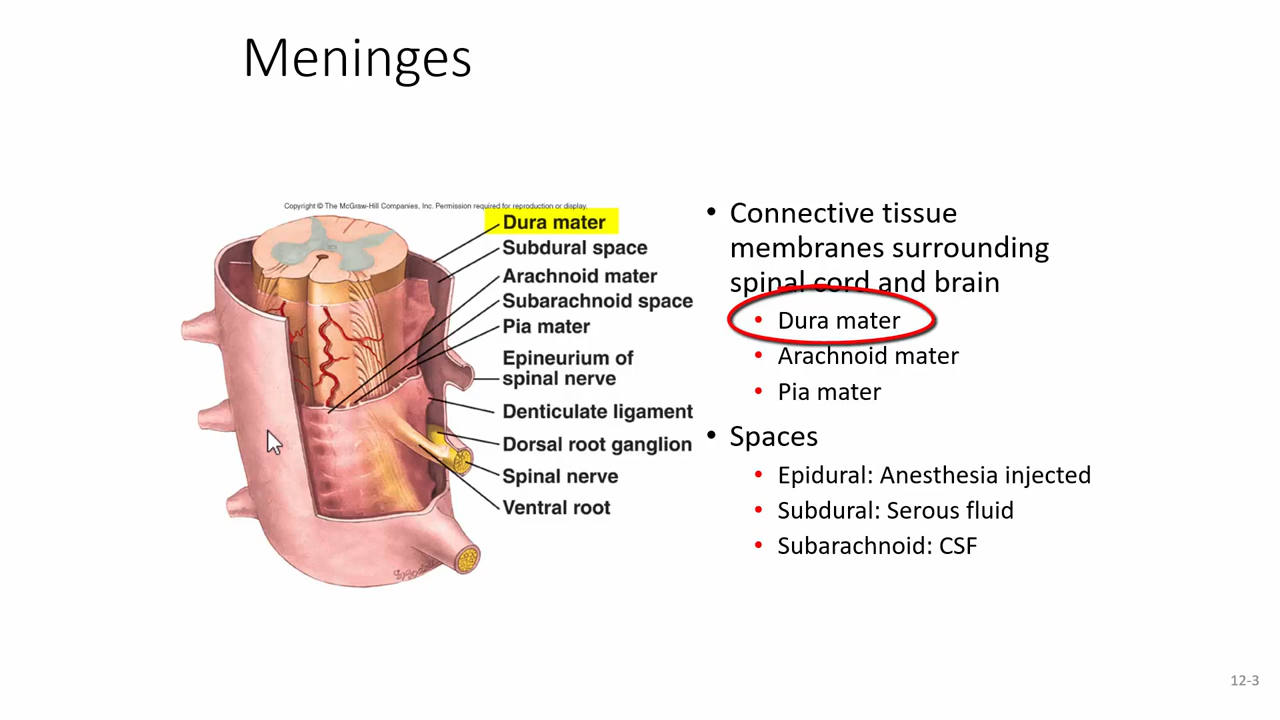 Meninges
Copyright © The McGraw-Hill Companies, Inc. Permission required for reproduction or display.
Dura mater
Subdural space
Arachnoid mater
Subarachnoid space
Pia mater
Epineurium of
spinal nerve
Denticulate ligament
Dorsal root ganglion
Spinal nerve
Ventral root
• Connective tissue
membranes surrounding
spinal cord and brain
• Dura mater
• Arachnoid mater
• Pia mater
• Spaces
• Epidural: Anesthesia injected
• Subdural: Serous fluid
• Subarachnoid: CSF
12-3